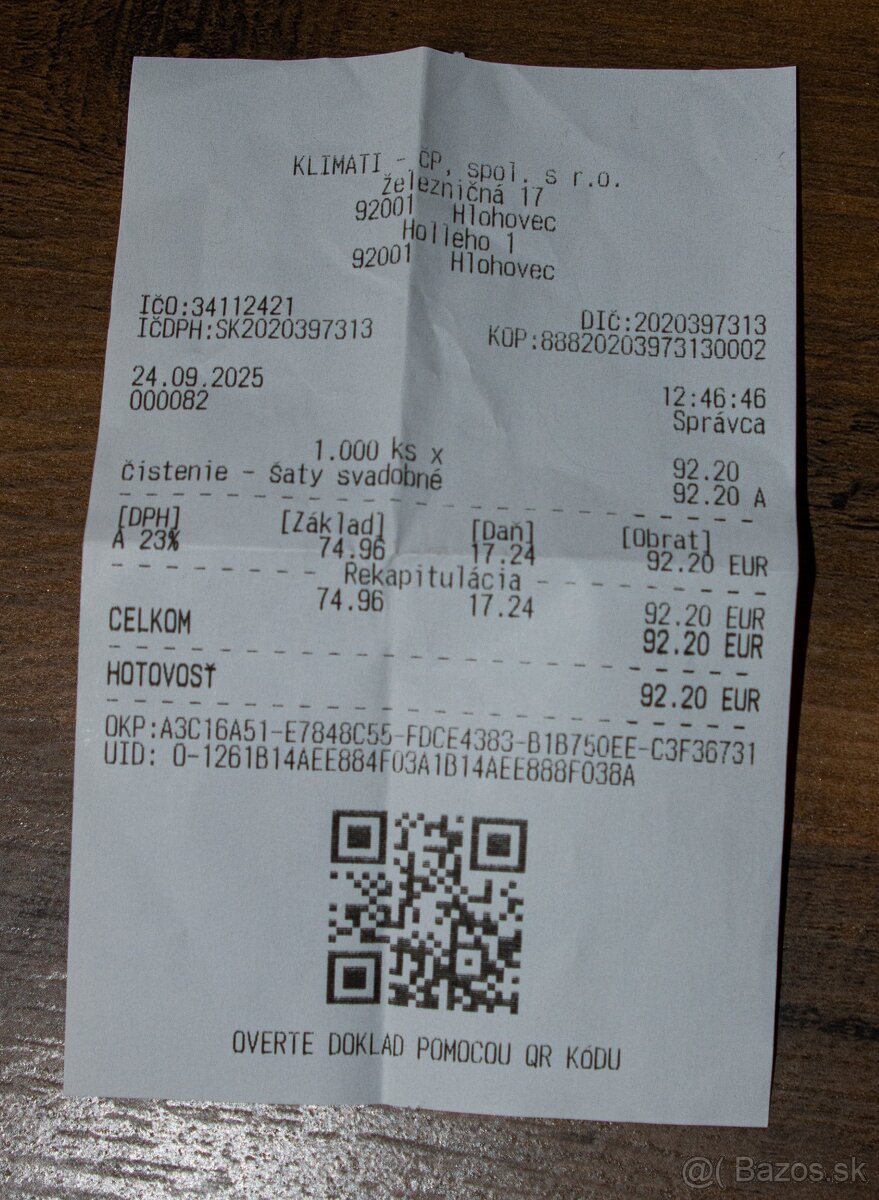 KLIMATI - ČP, spol. s r.o.
Železničná 17
92001 Hlohovec
Holleho 1
92001 Hlohovec
IČO:34112421 DIČ:2020397313
IČDPH:SK2020397313 KÚP:88820203973130002
24.09.2025 12:46:46
000082 Správca
1.000 ks x 92.20
čistenie - Šaty svadobné 92.20 A
[DPH] [Základ] [Daň] [Obrat]
A 23% 74.96 17.24 92.20 EUR
Rekapitulácia
74.96 17.24 92.20 EUR
CELKOM 92.20 EUR
HOTOVOSŤ 92.20 EUR
OKP:A3C16A51-E7848C55-FDCE4383-B1B750EE-C3F36731
UID: O-1261B14AEE884F03A1B14AEE888F038A
OVERTE DOKLAD POMOCOU QR KóDU
@( Bazos.sk